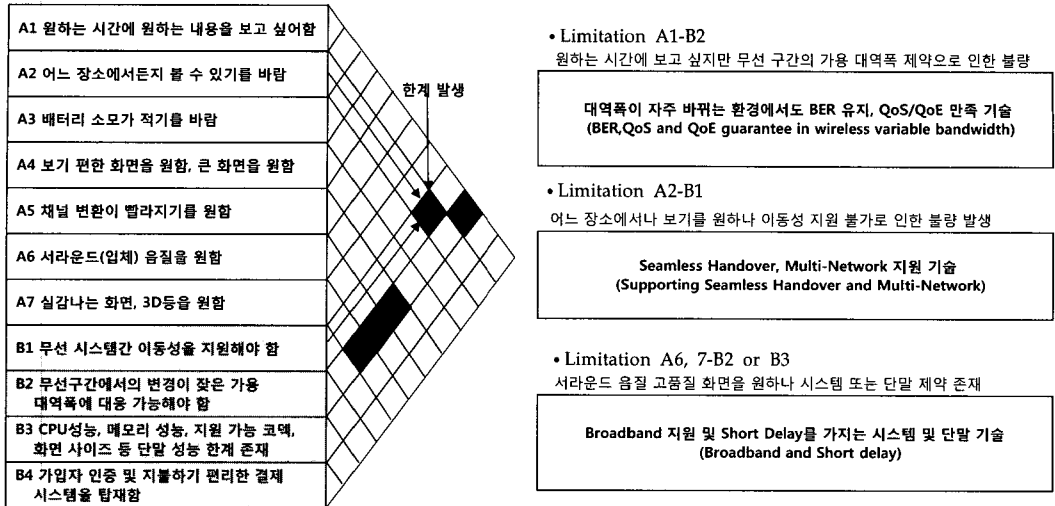 A1 원하는 시간에 원하는 내용을 보고 싶어함
A2 어느 장소에서든지 볼 수 있기를 바람
A3 배터리 소모가 적기를 바람
A4 보기 편한 화면을 원함, 큰 화면을 원함
A5 채널 변환이 빨라지기를 원함
A6 서라운드(입체) 음질을 원함
A7 실감나는 화면, 3D등을 원함
B1 무선 시스템간 이동성을 지원해야 함
B2 무선구간에서의 변경이 잦은 가용
대역폭에 대응 가능해야 함
B3 CPU성능, 메모리 성능, 지원 가능 코덱,
화면 사이즈 등 단말 성능 한계 존재
B4 가입자 인증 및 지불하기 편리한 결제
시스템을 탑재함
한계 발생
• Limitation A1-B2
원하는 시간에 보고 싶지만 무선 구간의 가용 대역폭 제약으로 인한 불량
대역폭이 자주 바뀌는 환경에서도 BER 유지, QoS/QoE 만족 기술
(BER,QoS and QoE guarantee in wireless variable bandwidth)
• Limitation A2-B1
어느 장소에서나 보기를 원하나 이동성 지원 불가로 인한 불량 발생
Seamless Handover, Multi-Network 지원 기술
(Supporting Seamless Handover and Multi-Network)
• Limitation A6, 7-B2 or B3
서라운드 음질 고품질 화면을 원하나 시스템 또는 단말 제약 존재
Broadband 지원 및 Short Delay를 가지는 시스템 및 단말 기술
(Broadband and Short delay)